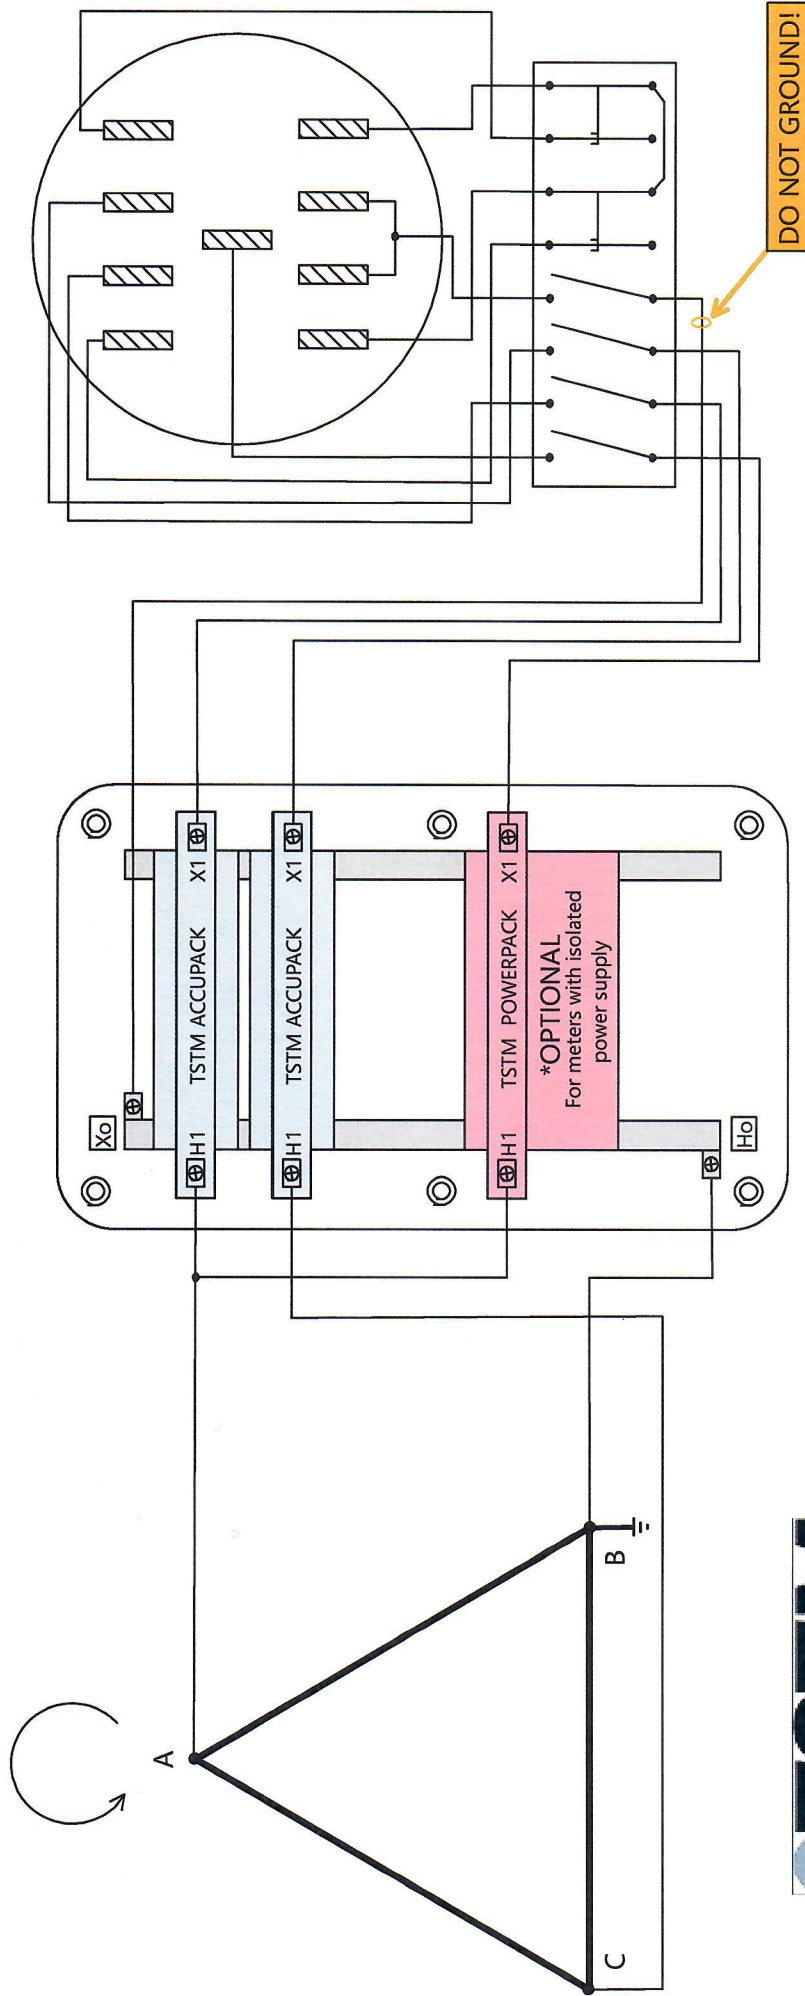 A
Xo
H1 TSTM ACCUPACK X1
H1 TSTM ACCUPACK X1
H1 TSTM POWERPACK X1
*OPTIONAL
For meters with isolated
power supply
C
B
Ho
DO NOT GROUND!